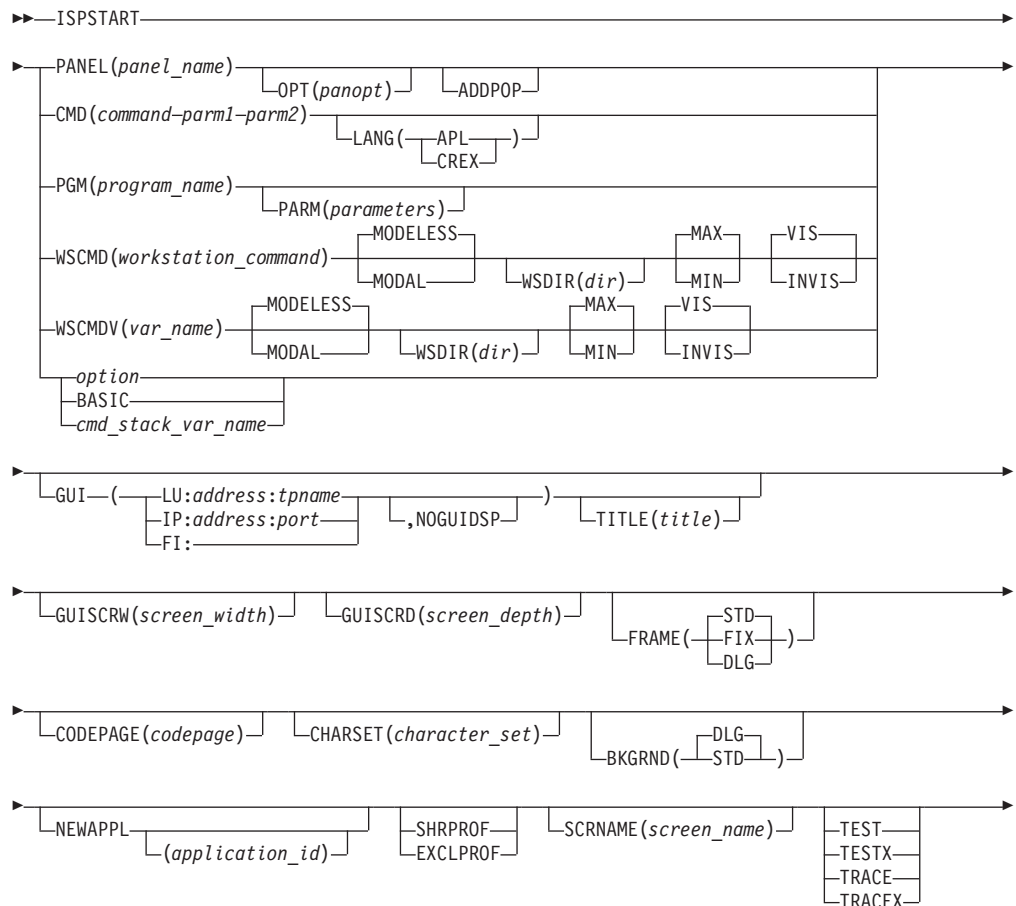 ISPSTART
PANEL(panel_name)
OPT(panopt) ADDPOP
CMD(command-parm1-parm2)
LANG( APL )
CREX
PGM(program_name)
PARM(parameters)
MODELESS MAX VIS
WSCMD(workstation_command)
MODAL WSDIR(dir) MIN INVIS
MODELESS MAX VIS
WSCMDV(var_name)
MODAL WSDIR(dir) MIN INVIS
option
BASIC
cmd_stack_var_name
GUI ( LU:address:tpname )
IP:address:port ,NOGUIDSP TITLE(title)
FI:
STD
GUISCRW(screen_width) GUISCRD(screen_depth) FRAME( FIX )
DLG
DLG
CODEPAGE(codepage) CHARSET(character_set) BKGRND( STD )
NEWAPPL SHRPROF SCRNAME(screen_name) TEST
(application_id) EXCLPROF TESTX
TRACE
TRACEX